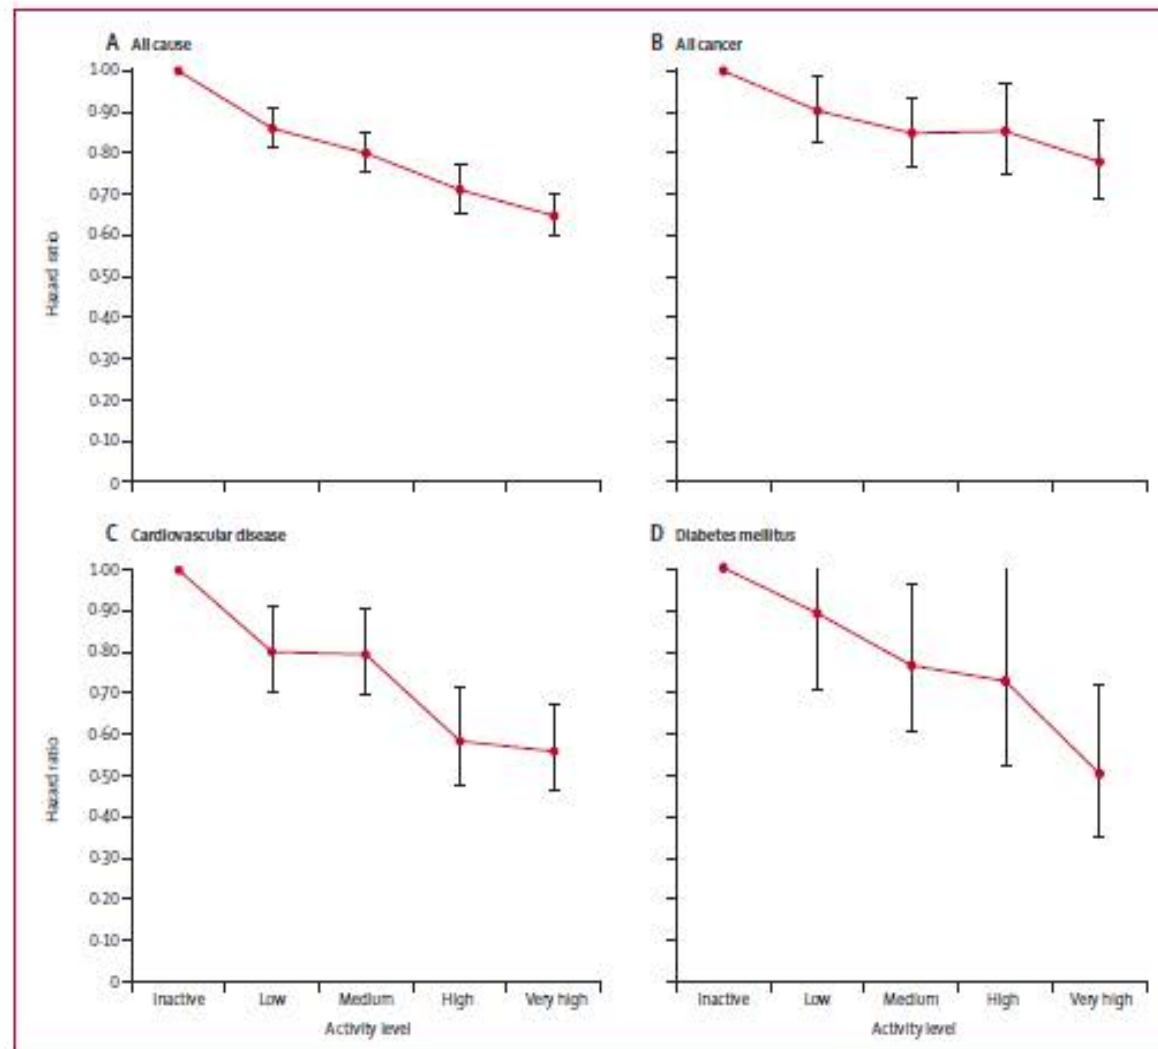 A All cause
B All cancer
1·00
0·90
0·80
0·70
0·60
0·50
0·40
0·30
0·20
0·10
0
Hazard ratio
C Cardiovascular disease
D Diabetes mellitus
1·00
0·90
0·80
0·70
0·60
0·50
0·40
0·30
0·20
0·10
0
Hazard ratio
Inactive Low Medium High Very high
Activity level
Inactive Low Medium High Very high
Activity level